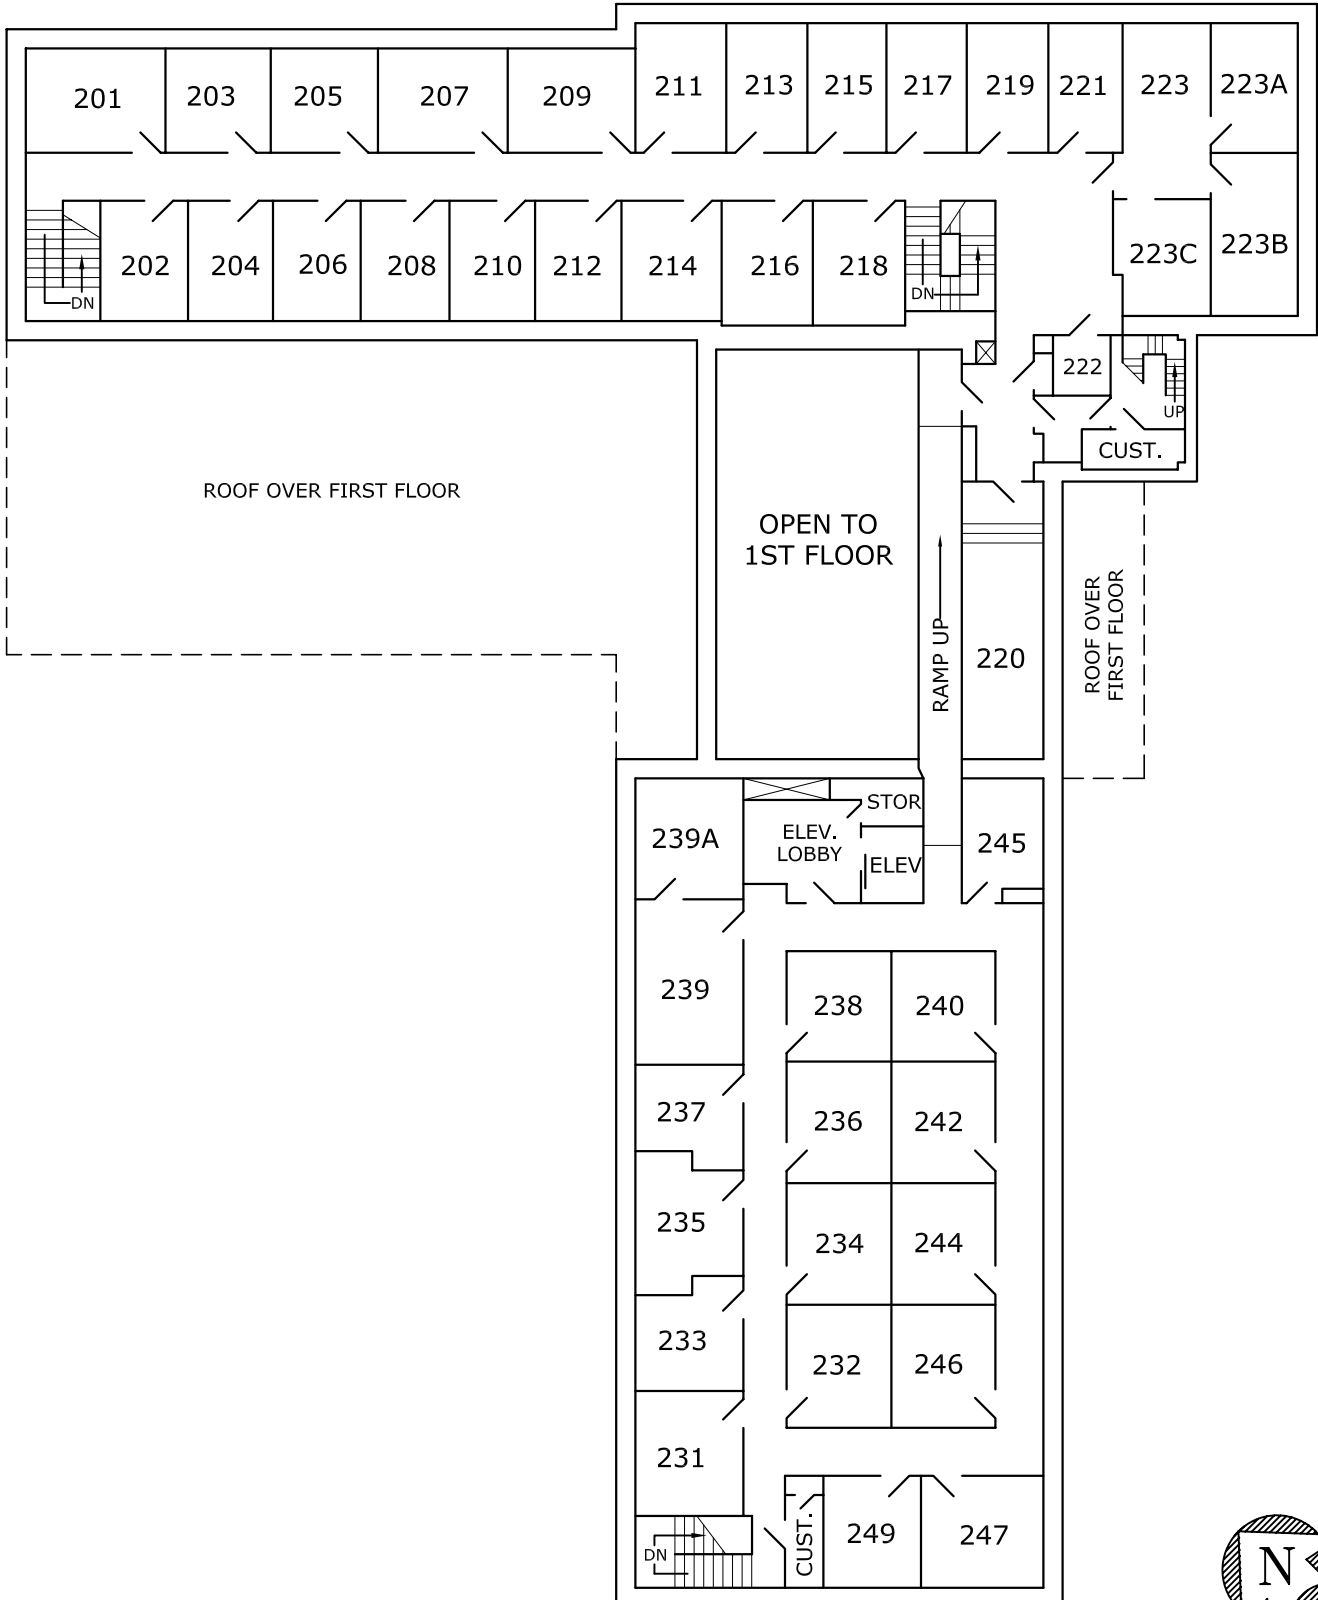 201
203
205
207
209
211
213
215
217
219
221
223
223A
202
204
206
208
210
212
214
216
218
223C
223B
DN
DN
222
UP
CUST.
ROOF OVER FIRST FLOOR
OPEN TO
1ST FLOOR
RAMP UP
220
ROOF OVER
FIRST FLOOR
239A
ELEV.
LOBBY
STOR
ELEV
245
239
238
240
237
236
242
235
234
244
233
232
246
231
DN
CUST.
249
247
N